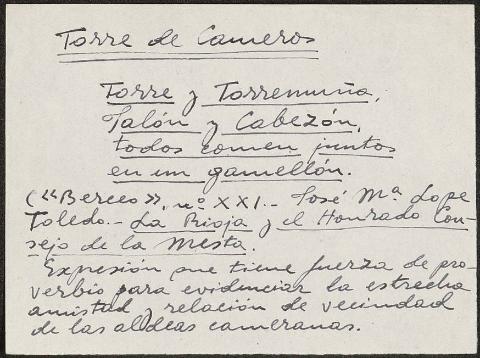 Torre de Cameros
Torre y Torremuña,
Jalón y Cabezón,
todos comen juntos
en un gamellón.
(«Berceo», nº XXI.- José Mª Lope
Toledo.- La Rioja y el Honrado Con-
sejo de la Mesta.
Expresión que tiene fuerza de pro-
verbio para evidenciar la estrecha
amistad y relación de vecindad
de las aldeas cameranas.